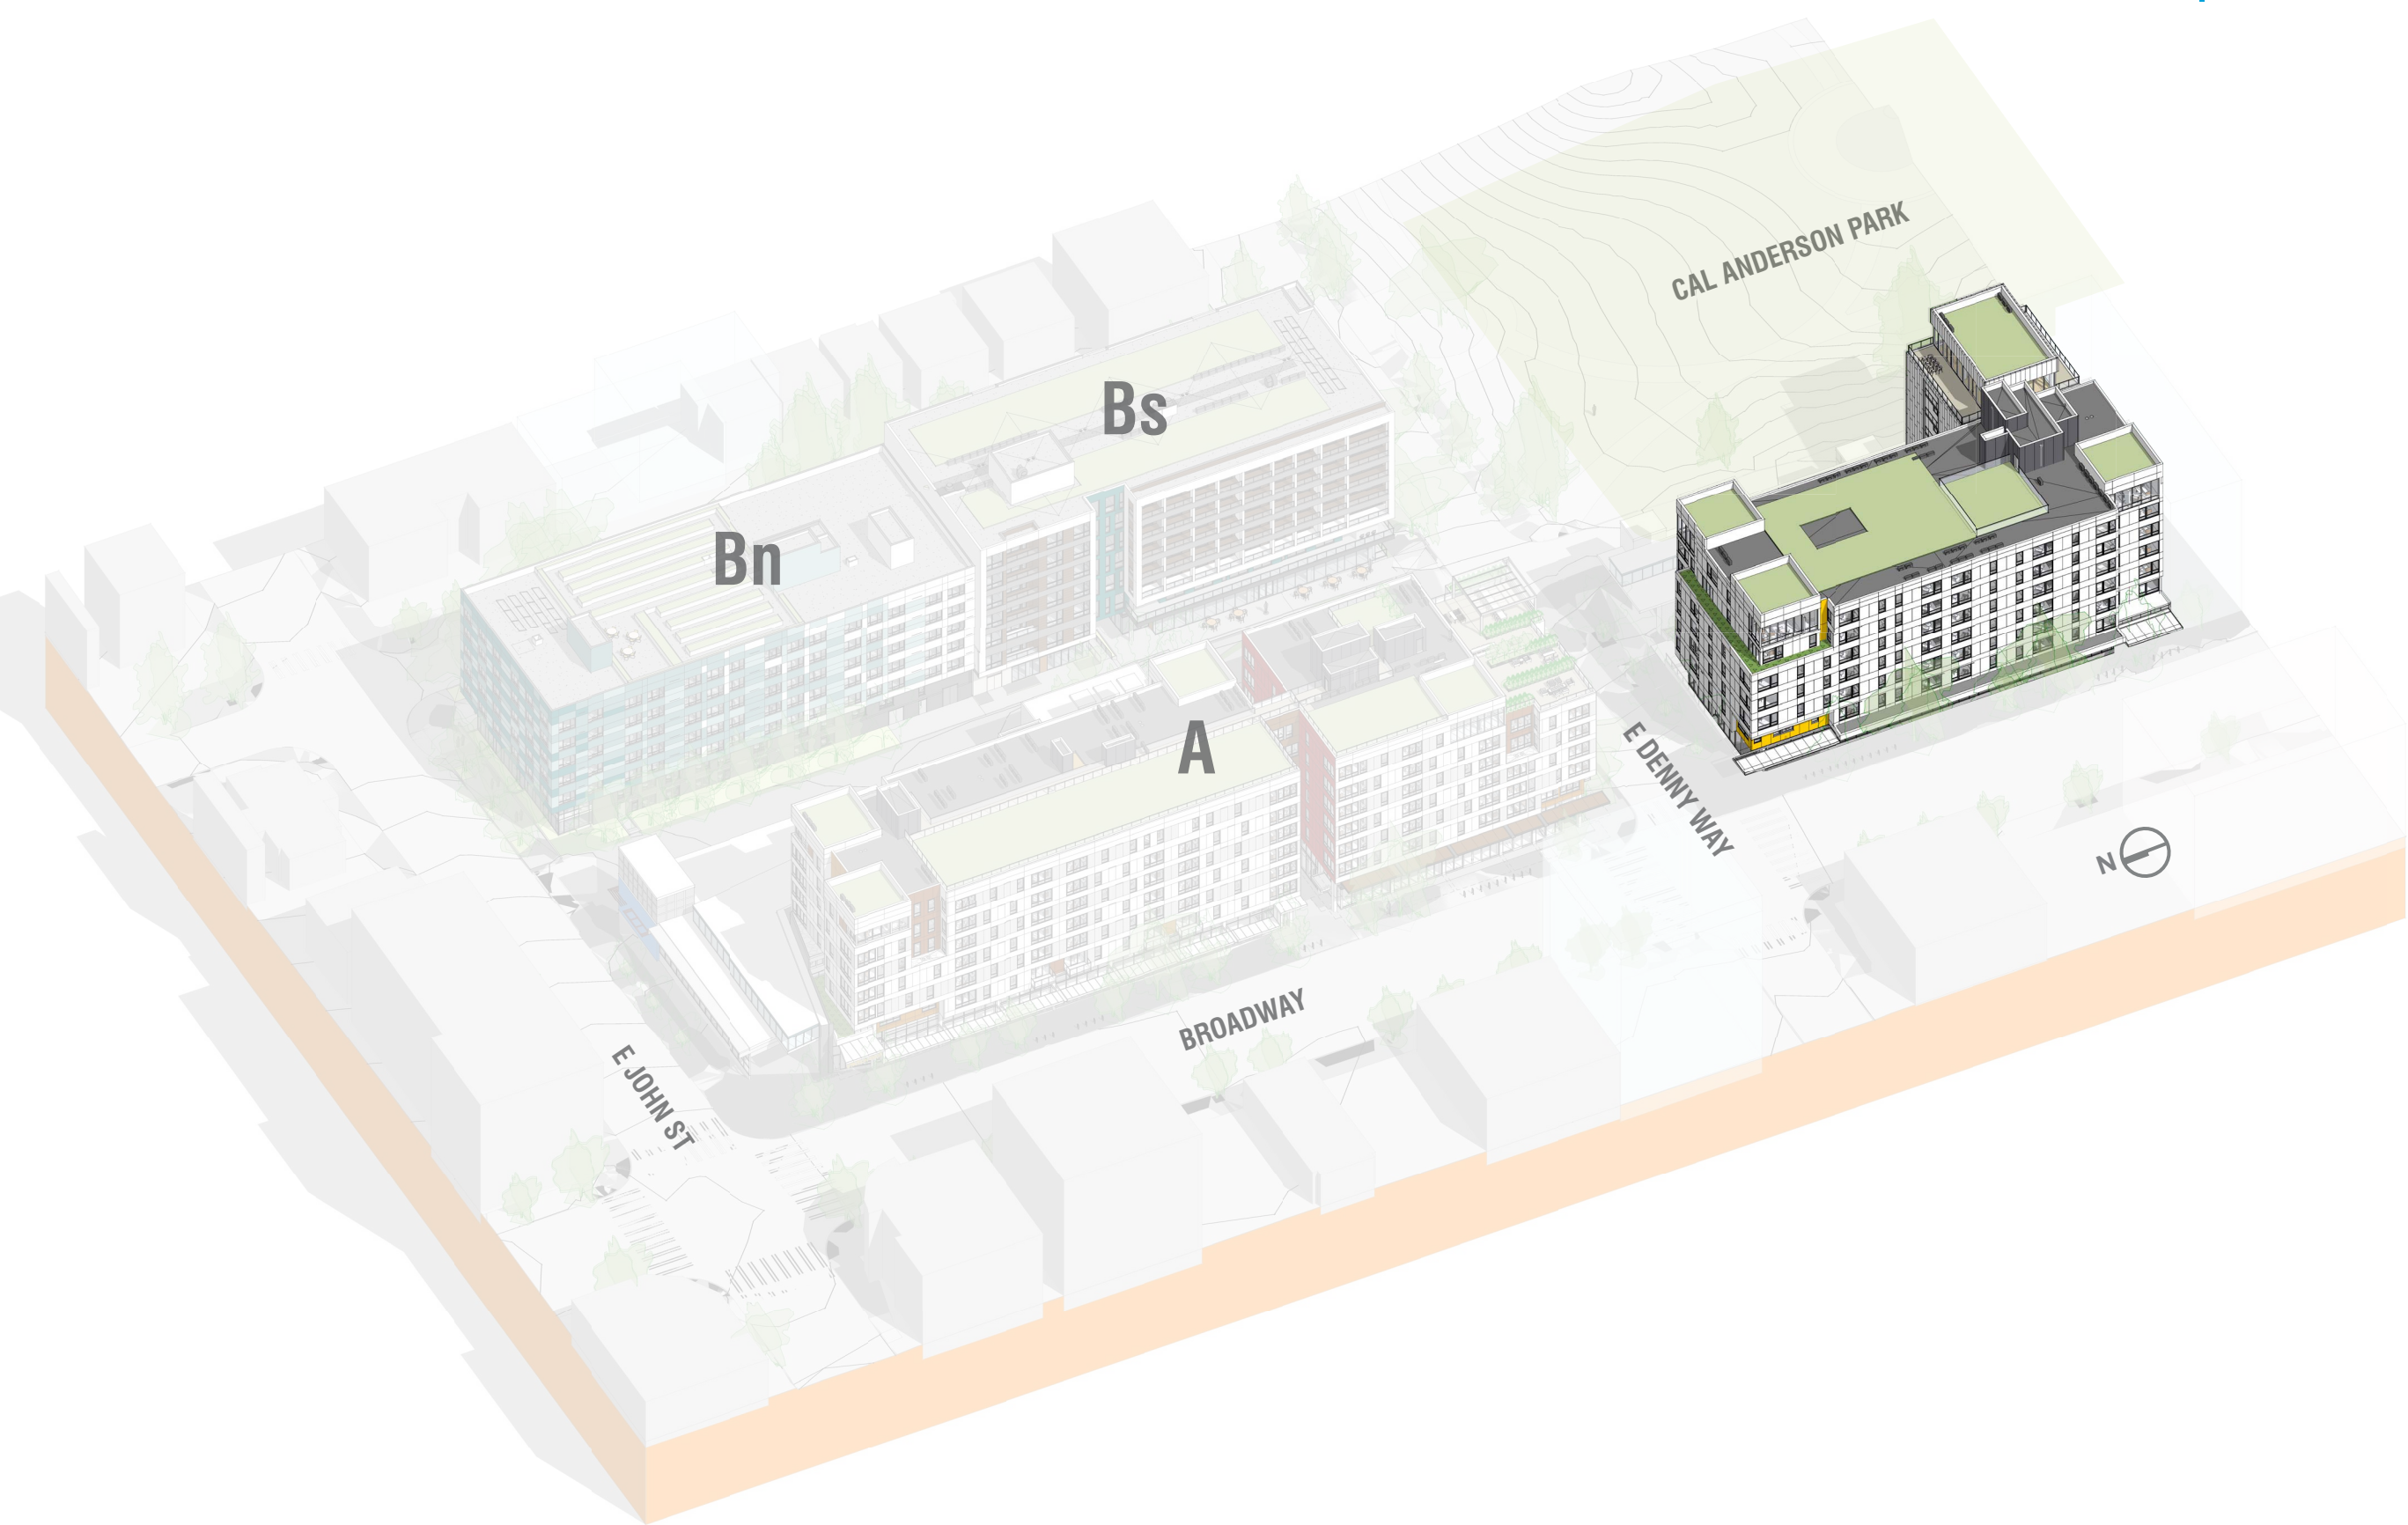 CAL ANDERSON PARK
Bs
Bn
A
E DENNY WAY
N
BROADWAY
E JOHN ST